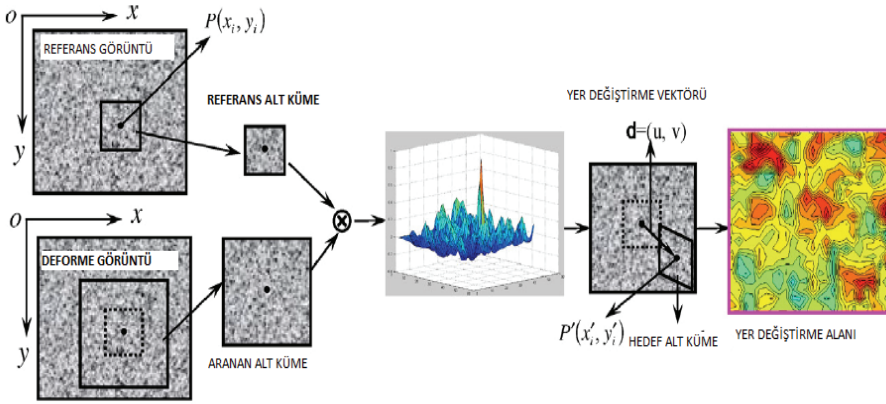 o x
P(xᵢ, yᵢ)
REFERANS GÖRÜNTÜ
y
REFERANS ALT KÜME
o x
DEFORME GÖRÜNTÜ
y
ARANAN ALT KÜME
⊗
YER DEĞİŞTİRME VEKTÖRÜ
d=(u, v)
P′(x′ᵢ, y′ᵢ)
HEDEF ALT KÜME
YER DEĞİŞTİRME ALANI